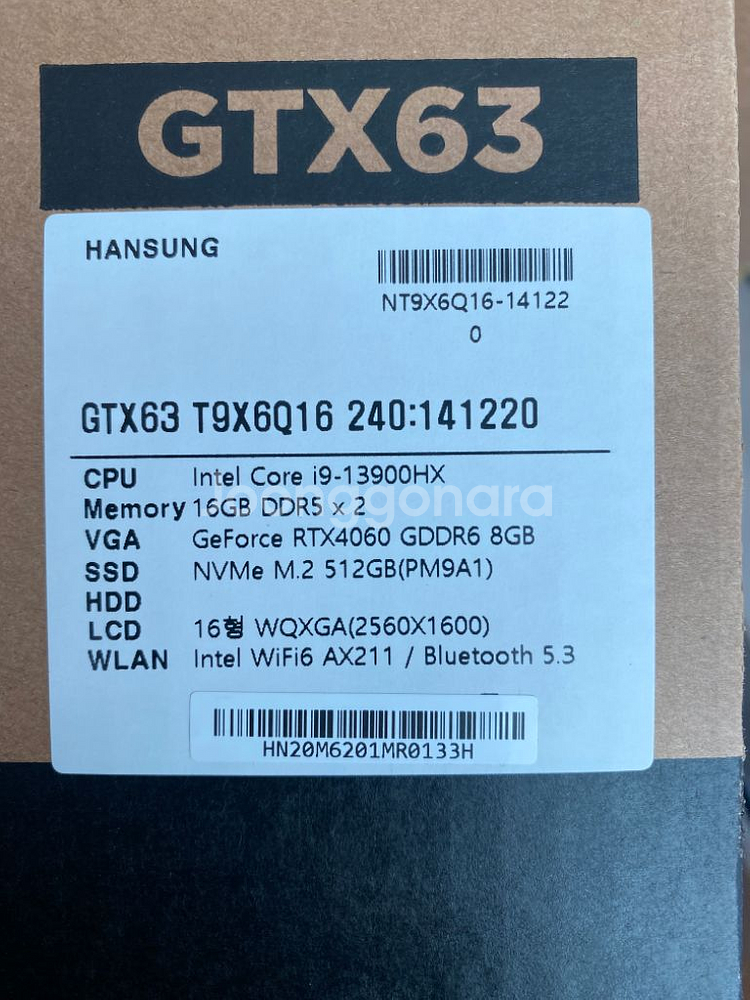 GTX63
HANSUNG
NT9X6Q16-14122
0
GTX63 T9X6Q16 240:141220
CPU Intel Core i9-13900HX
Memory 16GB DDR5 x 2
joonggonara
VGA GeForce RTX4060 GDDR6 8GB
SSD NVMe M.2 512GB(PM9A1)
HDD
LCD 16형 WQXGA(2560X1600)
WLAN Intel WiFi6 AX211 / Bluetooth 5.3
HN20M6201MR0133H